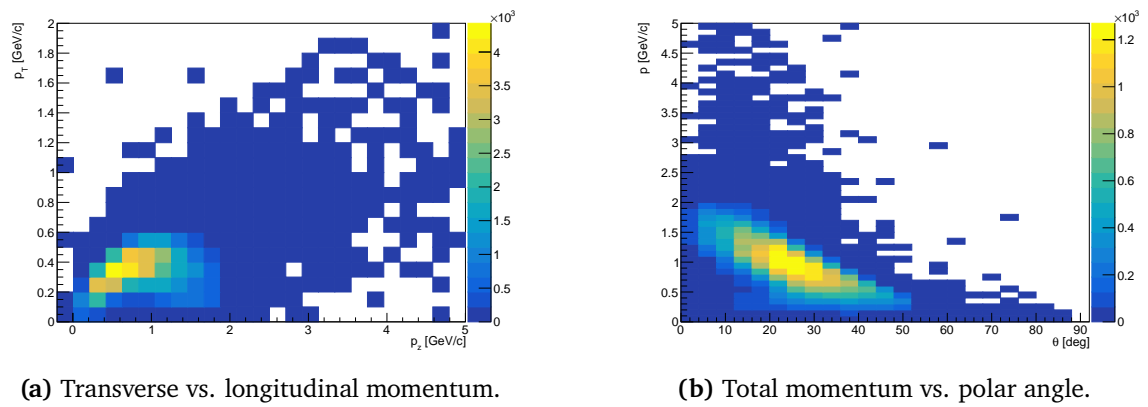 ×10³ ×10³
p_T [GeV/c] 2 1.8 1.6 1.4 1.2 1 0.8 0.6 0.4 0.2 0
4 3.5 3 2.5 2 1.5 1 0.5 0
0 1 2 3 4 5
p_z [GeV/c]
p [GeV/c] 5 4.5 4 3.5 3 2.5 2 1.5 1 0.5 0
1.2 1 0.8 0.6 0.4 0.2 0
0 10 20 30 40 50 60 70 80 90
θ [deg]
(a) Transverse vs. longitudinal momentum.
(b) Total momentum vs. polar angle.